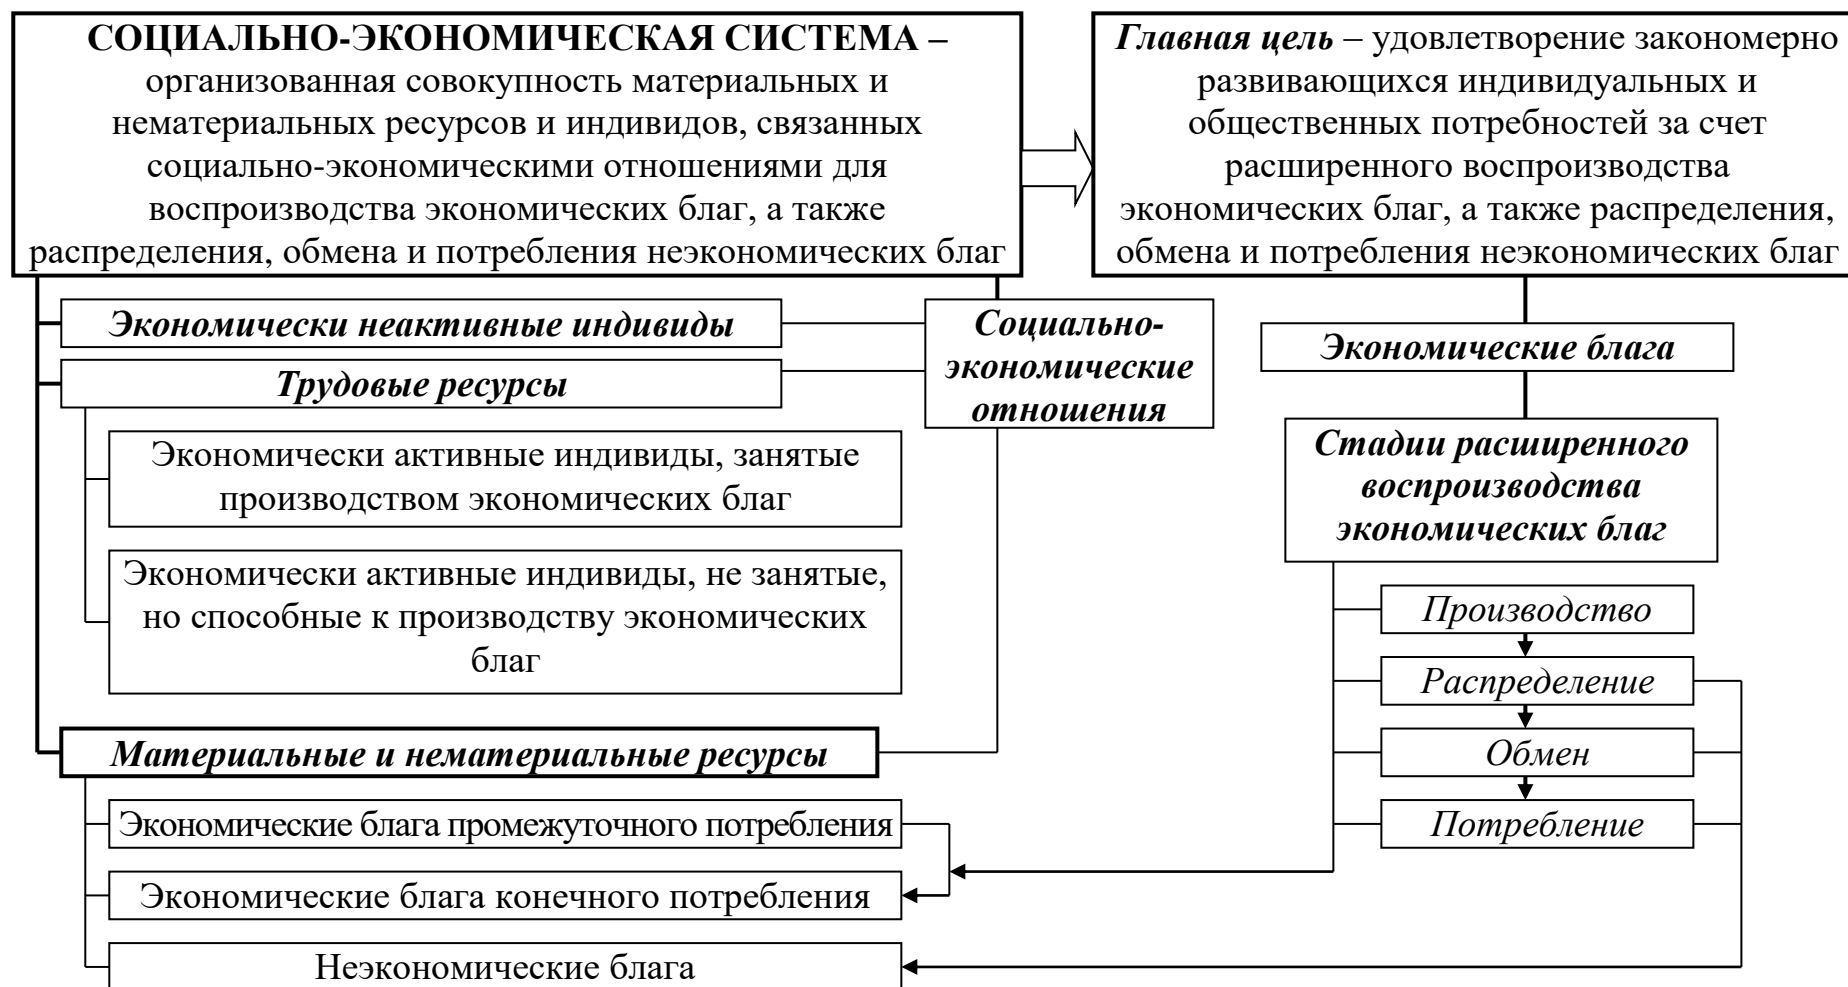 СОЦИАЛЬНО-ЭКОНОМИЧЕСКАЯ СИСТЕМА –
организованная совокупность материальных и
нематериальных ресурсов и индивидов, связанных
социально-экономическими отношениями для
воспроизводства экономических благ, а также
распределения, обмена и потребления неэкономических благ
Главная цель – удовлетворение закономерно
развивающихся индивидуальных и
общественных потребностей за счет
расширенного воспроизводства
экономических благ, а также распределения,
обмена и потребления неэкономических благ
Экономически неактивные индивиды
Трудовые ресурсы
Социально-
экономические
отношения
Экономически активные индивиды, занятые
производством экономических благ
Экономически активные индивиды, не занятые,
но способные к производству экономических
благ
Материальные и нематериальные ресурсы
Экономические блага промежуточного потребления
Экономические блага конечного потребления
Неэкономические блага
Экономические блага
Стадии расширенного
воспроизводства
экономических благ
Производство
Распределение
Обмен
Потребление